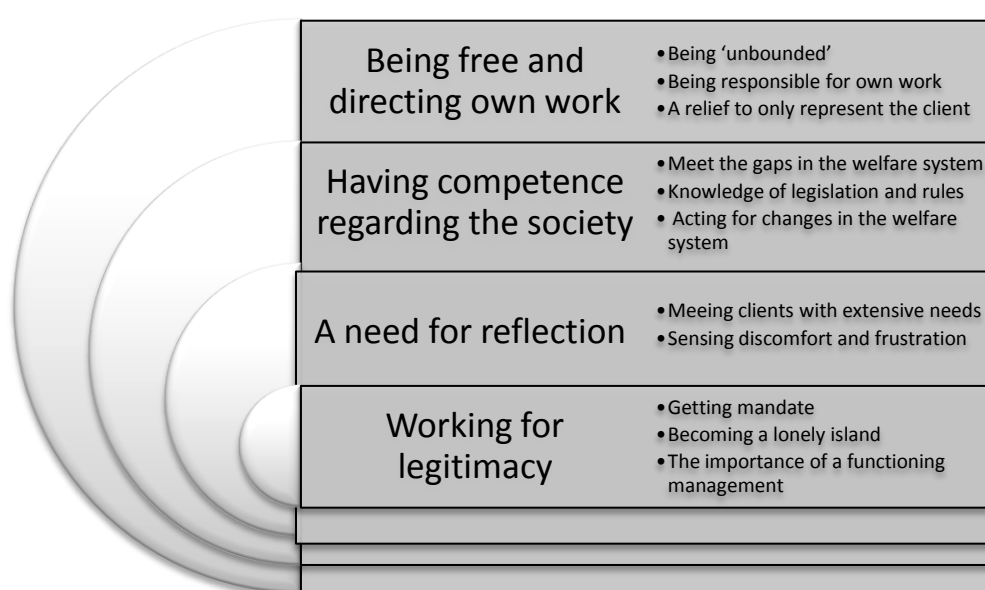 Being free and
directing own work
•Being ‘unbounded’
•Being responsible for own work
•A relief to only represent the client
Having competence
regarding the society
•Meet the gaps in the welfare system
•Knowledge of legislation and rules
• Acting for changes in the welfare
system
A need for reflection
•Meeing clients with extensive needs
•Sensing discomfort and frustration
Working for
legitimacy
•Getting mandate
•Becoming a lonely island
•The importance of a functioning
management